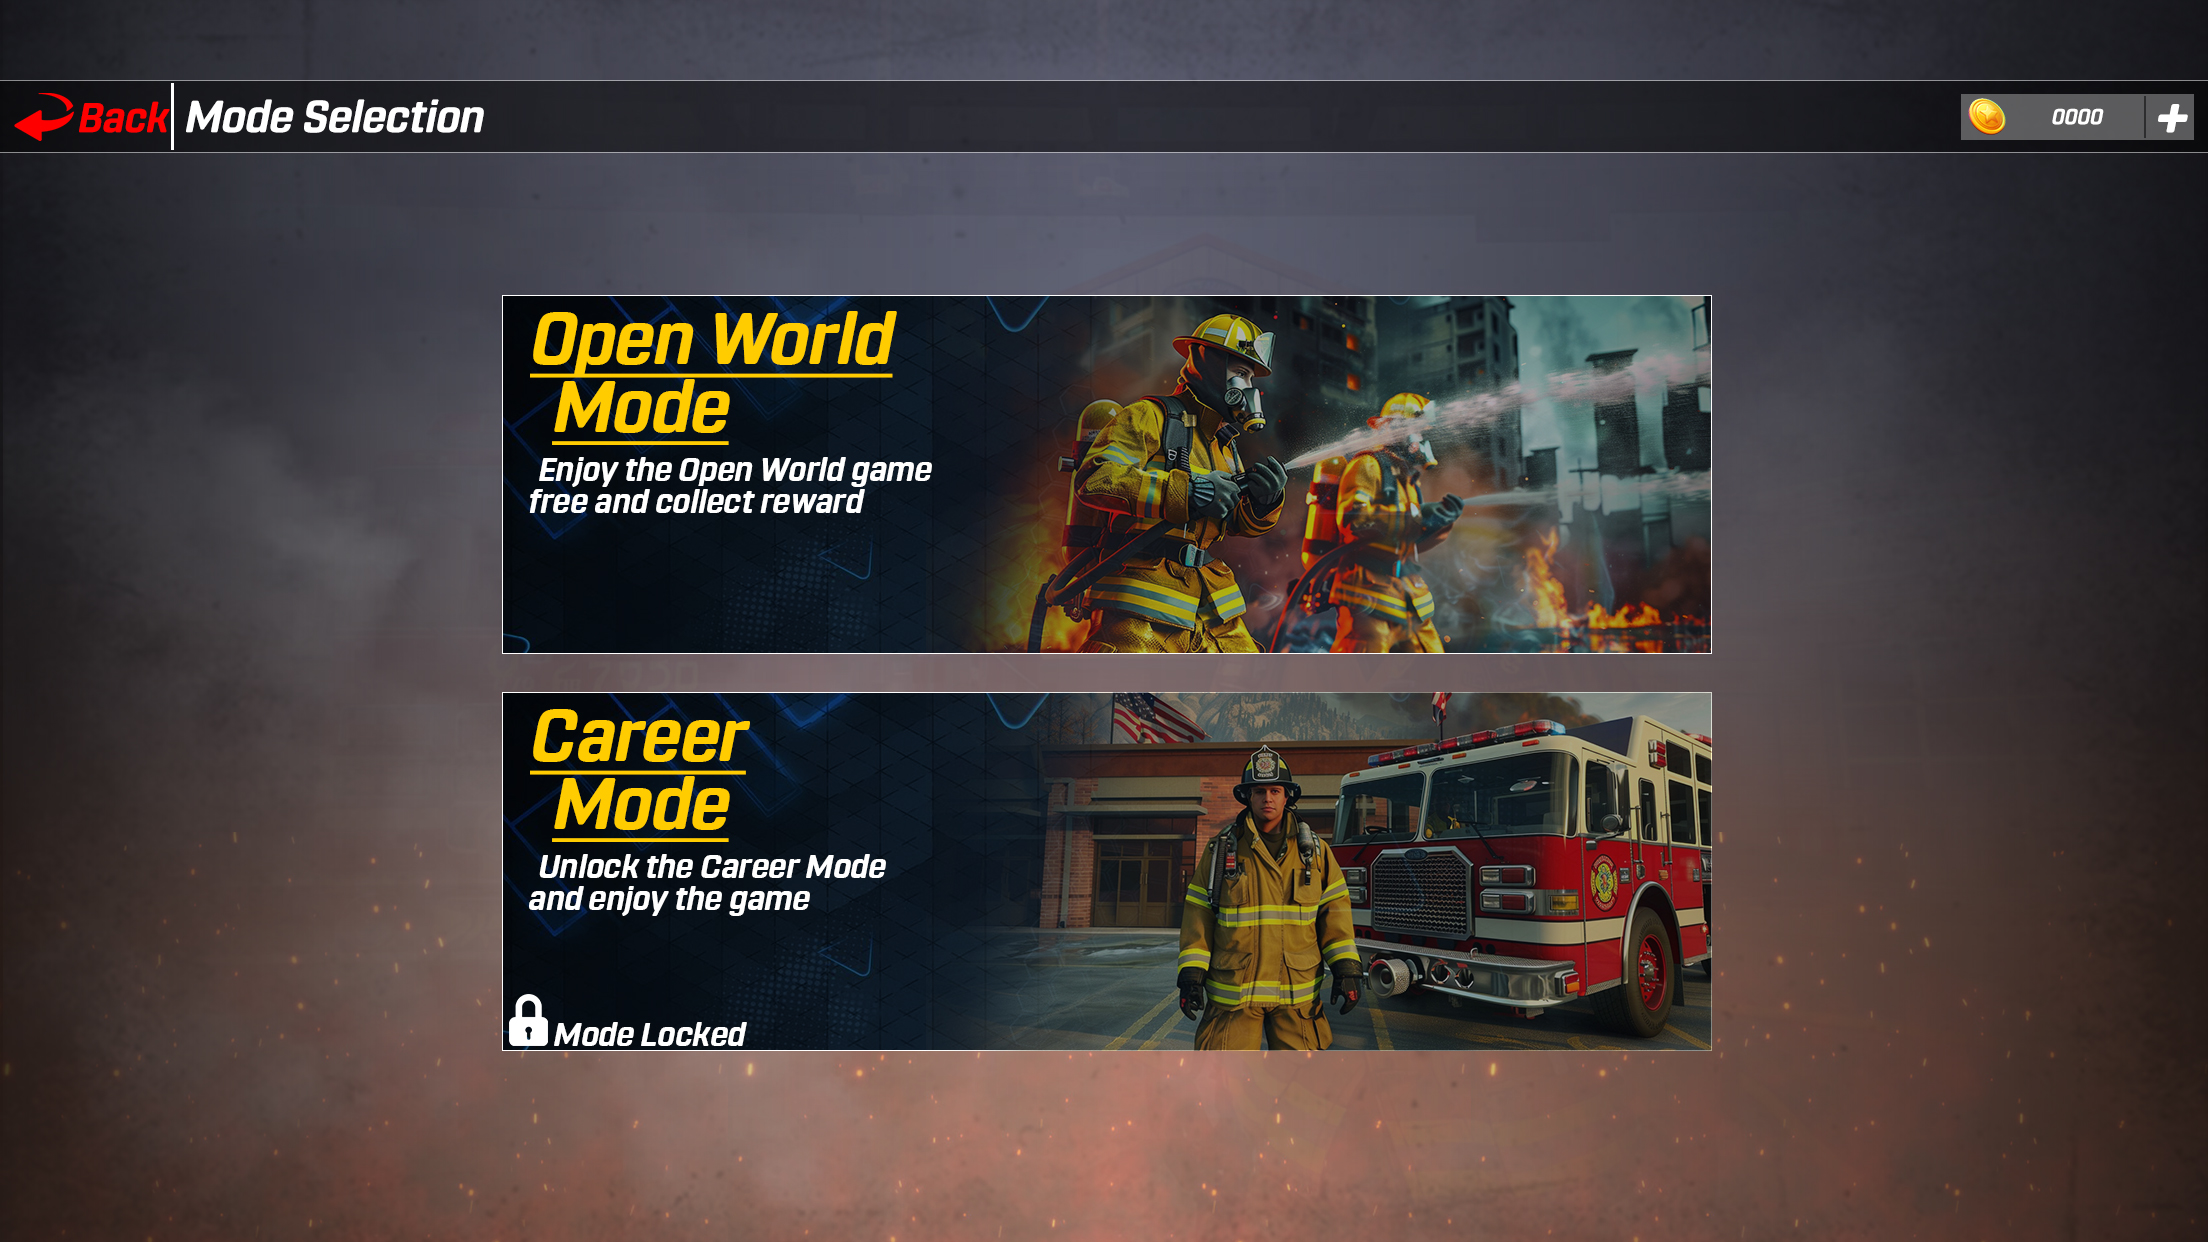 Back
Mode Selection
0000
Open World
Mode
Enjoy the Open World game
free and collect reward
Career
Mode
Unlock the Career Mode
and enjoy the game
Mode Locked